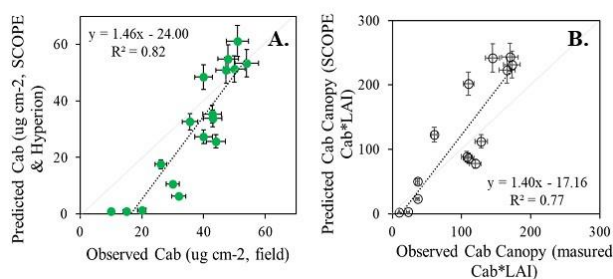 A.
y = 1.46x - 24.00
R² = 0.82
Predicted Cab (ug cm-2, SCOPE
& Hyperion)
60
40
20
0
0 20 40 60
Observed Cab (ug cm-2, field)
B.
Predicted Cab Canopy (SCOPE
Cab*LAI)
300
200
100
0
y = 1.40x - 17.16
R² = 0.77
0 100 200 300
Observed Cab Canopy (masured
Cab*LAI)